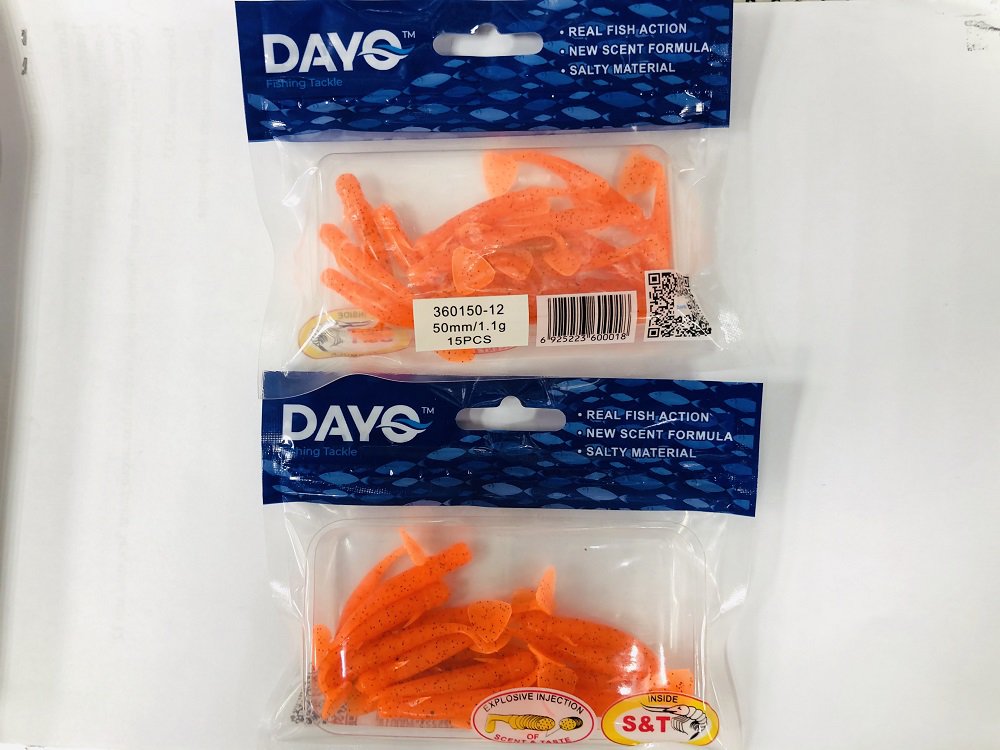 DAYO™
Fishing Tackle
• REAL FISH ACTION
• NEW SCENT FORMULA
• SALTY MATERIAL
INSIDE
360150-12
50mm/1.1g
15PCS
6 925223 600018
DAYO™
Fishing Tackle
• REAL FISH ACTION
• NEW SCENT FORMULA
• SALTY MATERIAL
EXPLOSIVE INJECTION
OF
SCENT & TASTE
INSIDE
S&T